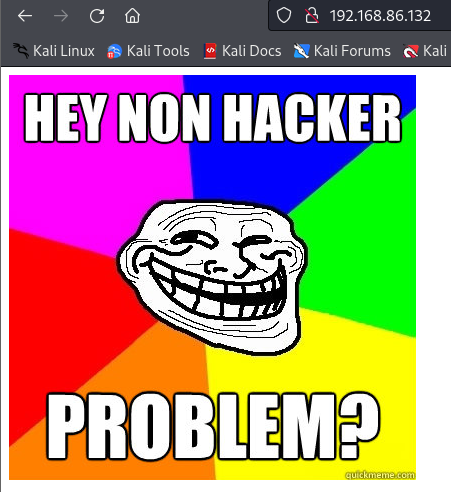 192.168.86.132
Kali Linux Kali Tools Kali Docs Kali Forums Kali
HEY NON HACKER
PROBLEM?
quickmeme.com